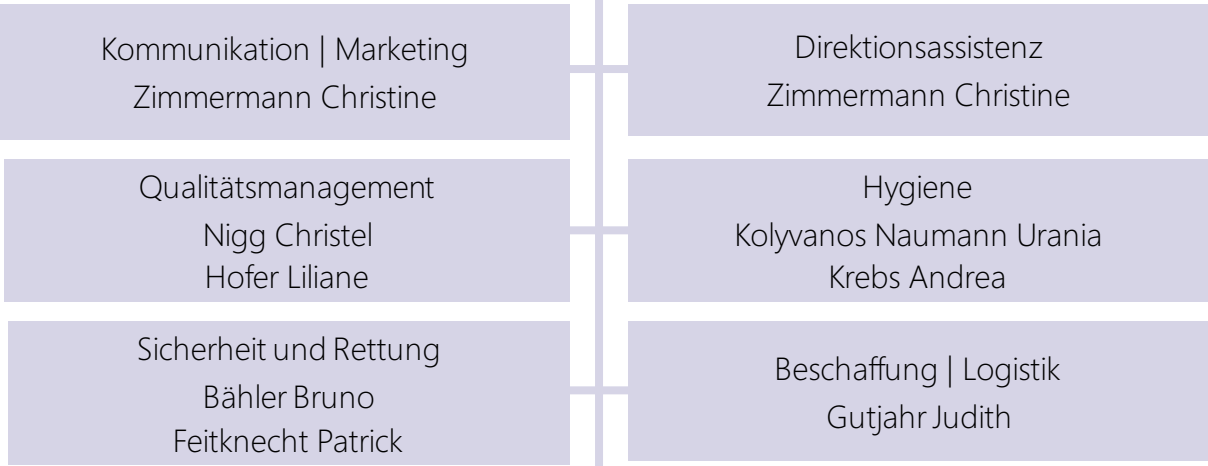 Kommunikation | Marketing
Zimmermann Christine
Direktionsassistenz
Zimmermann Christine
Qualitätsmanagement
Nigg Christel
Hofer Liliane
Hygiene
Kolyvanos Naumann Urania
Krebs Andrea
Sicherheit und Rettung
Bähler Bruno
Feitknecht Patrick
Beschaffung | Logistik
Gutjahr Judith